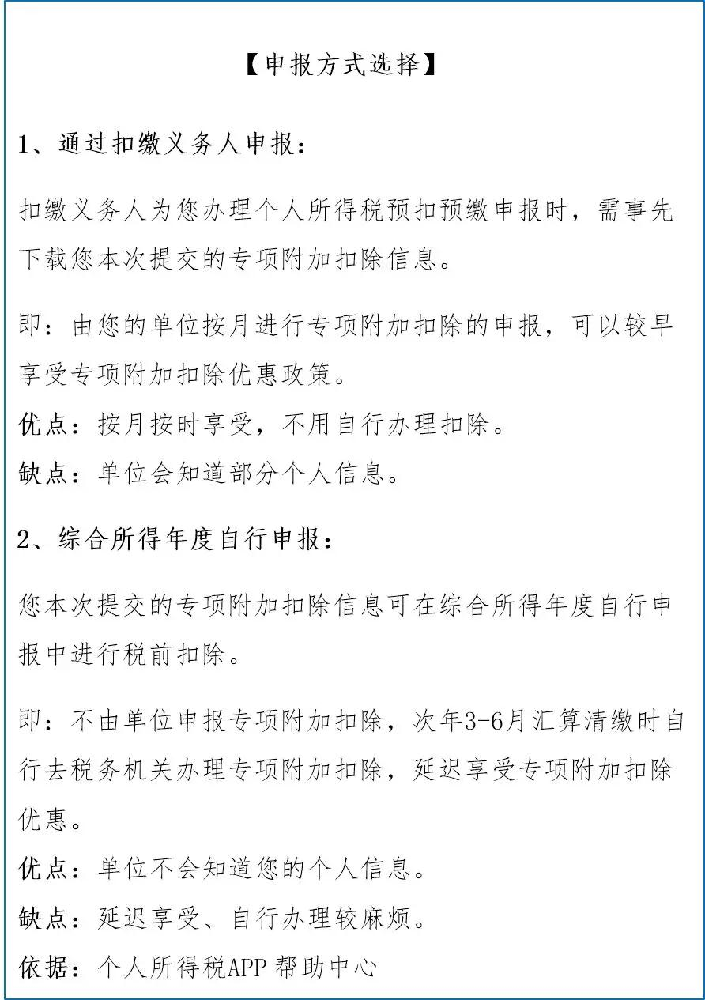 【申报方式选择】
1、通过扣缴义务人申报：
扣缴义务人为您办理个人所得税预扣预缴申报时，需事先
下载您本次提交的专项附加扣除信息。
即：由您的单位按月进行专项附加扣除的申报，可以较早
享受专项附加扣除优惠政策。
优点：按月按时享受，不用自行办理扣除。
缺点：单位会知道部分个人信息。
2、综合所得年度自行申报：
您本次提交的专项附加扣除信息可在综合所得年度自行申
报中进行税前扣除。
即：不由单位申报专项附加扣除，次年3-6月汇算清缴时自
行去税务机关办理专项附加扣除，延迟享受专项附加扣除
优惠。
优点：单位不会知道您的个人信息。
缺点：延迟享受、自行办理较麻烦。
依据：个人所得税APP 帮助中心